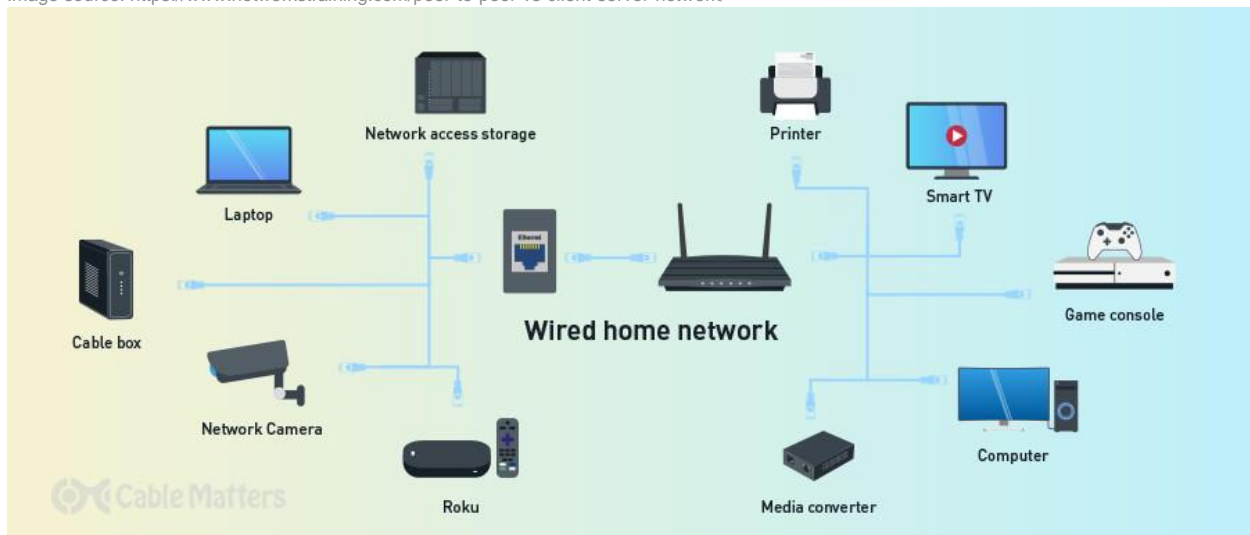 Network access storage
Printer
Laptop
Smart TV
Ethernet
Cable box
Wired home network
Game console
Network Camera
Computer
Roku
Media converter
Cable Matters